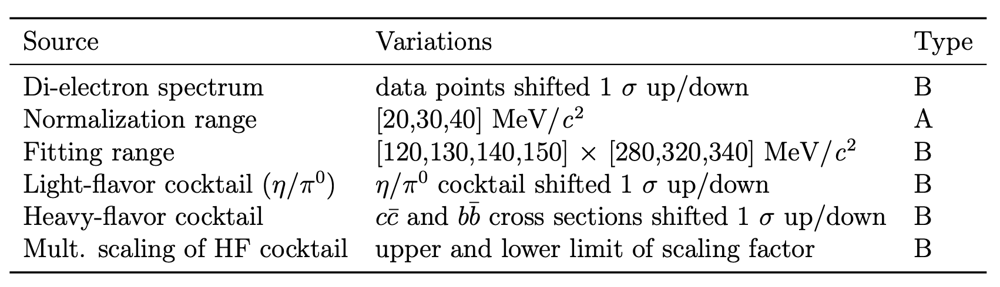 Source Variations Type
Di-electron spectrum data points shifted 1 σ up/down B
Normalization range [20,30,40] MeV/c² A
Fitting range [120,130,140,150] × [280,320,340] MeV/c² B
Light-flavor cocktail (η/π⁰) η/π⁰ cocktail shifted 1 σ up/down B
Heavy-flavor cocktail cc̄ and bb̄ cross sections shifted 1 σ up/down B
Mult. scaling of HF cocktail upper and lower limit of scaling factor B